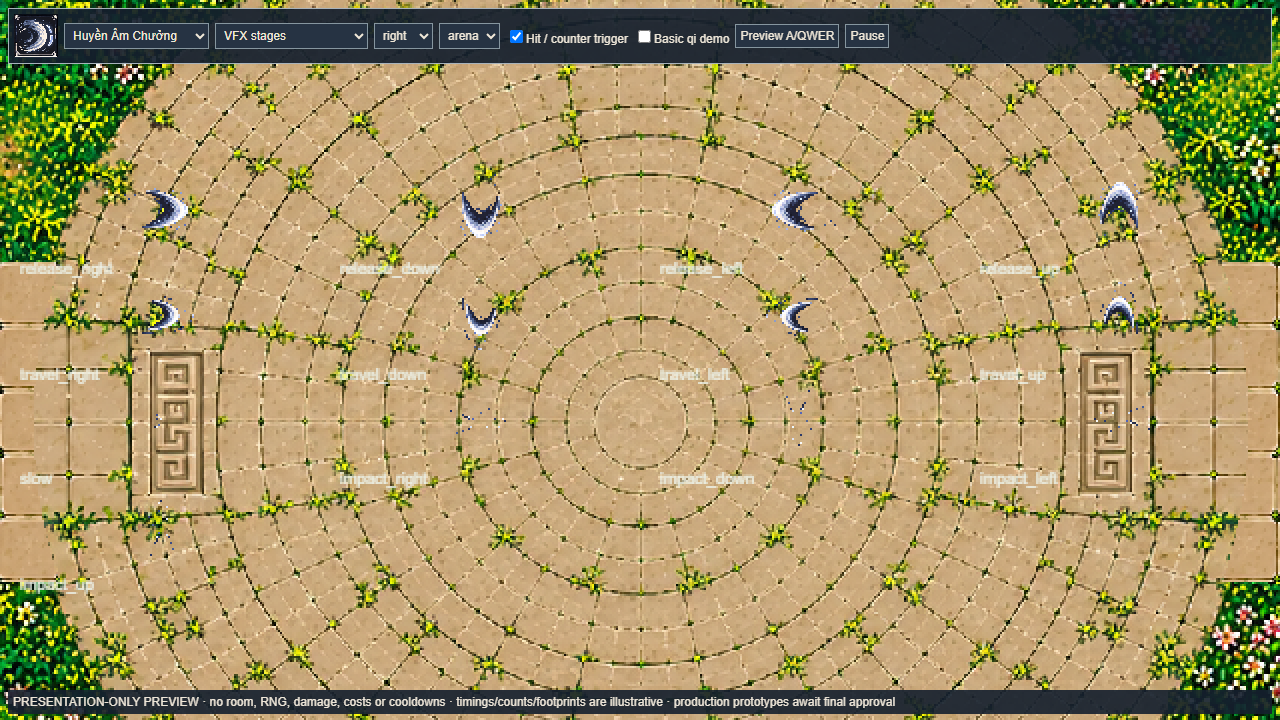 Huyền Âm Chưởng VFX stages right arena Hit / counter trigger Basic qi demo Preview A/QWER Pause
release_right release_down release_left release_up
travel_right travel_down travel_left travel_up
slow impact_right impact_down impact_left
impact_up
PRESENTATION-ONLY PREVIEW · no room, RNG, damage, costs or cooldowns · timings/counts/footprints are illustrative · production prototypes await final approval